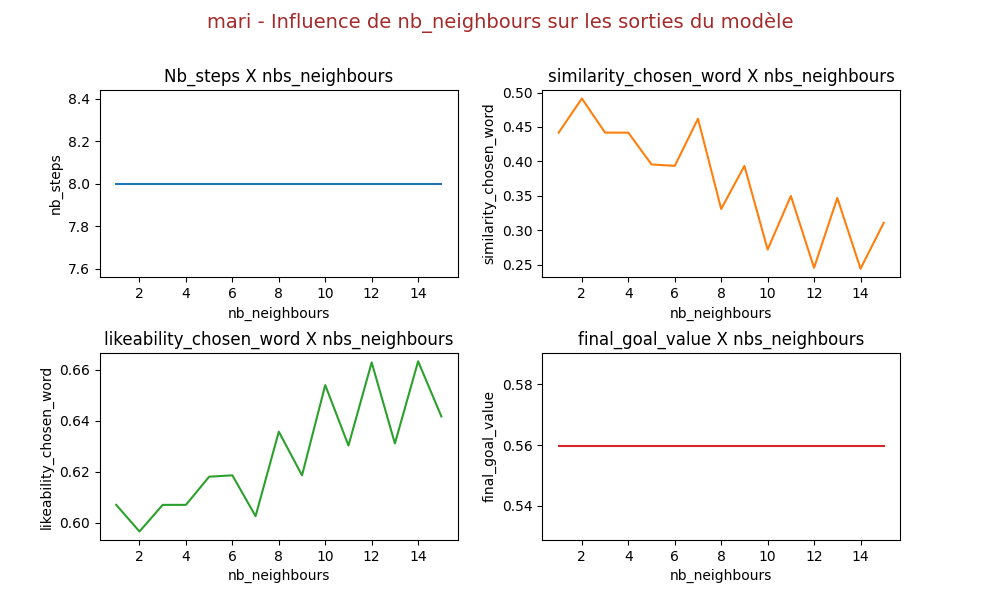 mari - Influence de nb_neighbours sur les sorties du modèle
Nb_steps X nbs_neighbour
nb_steps
8.4
8.2
8.0
7.8
7.6
2 4 6 8 10 12 14
nb_neighbours
similarity_chosen_word X nbs_neighbours
similarity_chosen_word
0.50
0.45
0.40
0.35
0.30
0.25
2 4 6 8 10 12 14
nb_neighbours
likeability_chosen_word X nbs_neighbours
likeability_chosen_word
0.66
0.64
0.62
0.60
2 4 6 8 10 12 14
nb_neighbours
final_goal_value X nbs_neighbours
final_goal_value
0.58
0.56
0.54
2 4 6 8 10 12 14
nb_neighbours